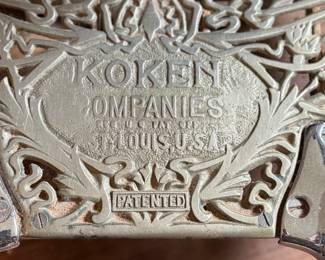 KOKEN
COMPANIES
ST. LOUIS. U.S.A
PATENTED